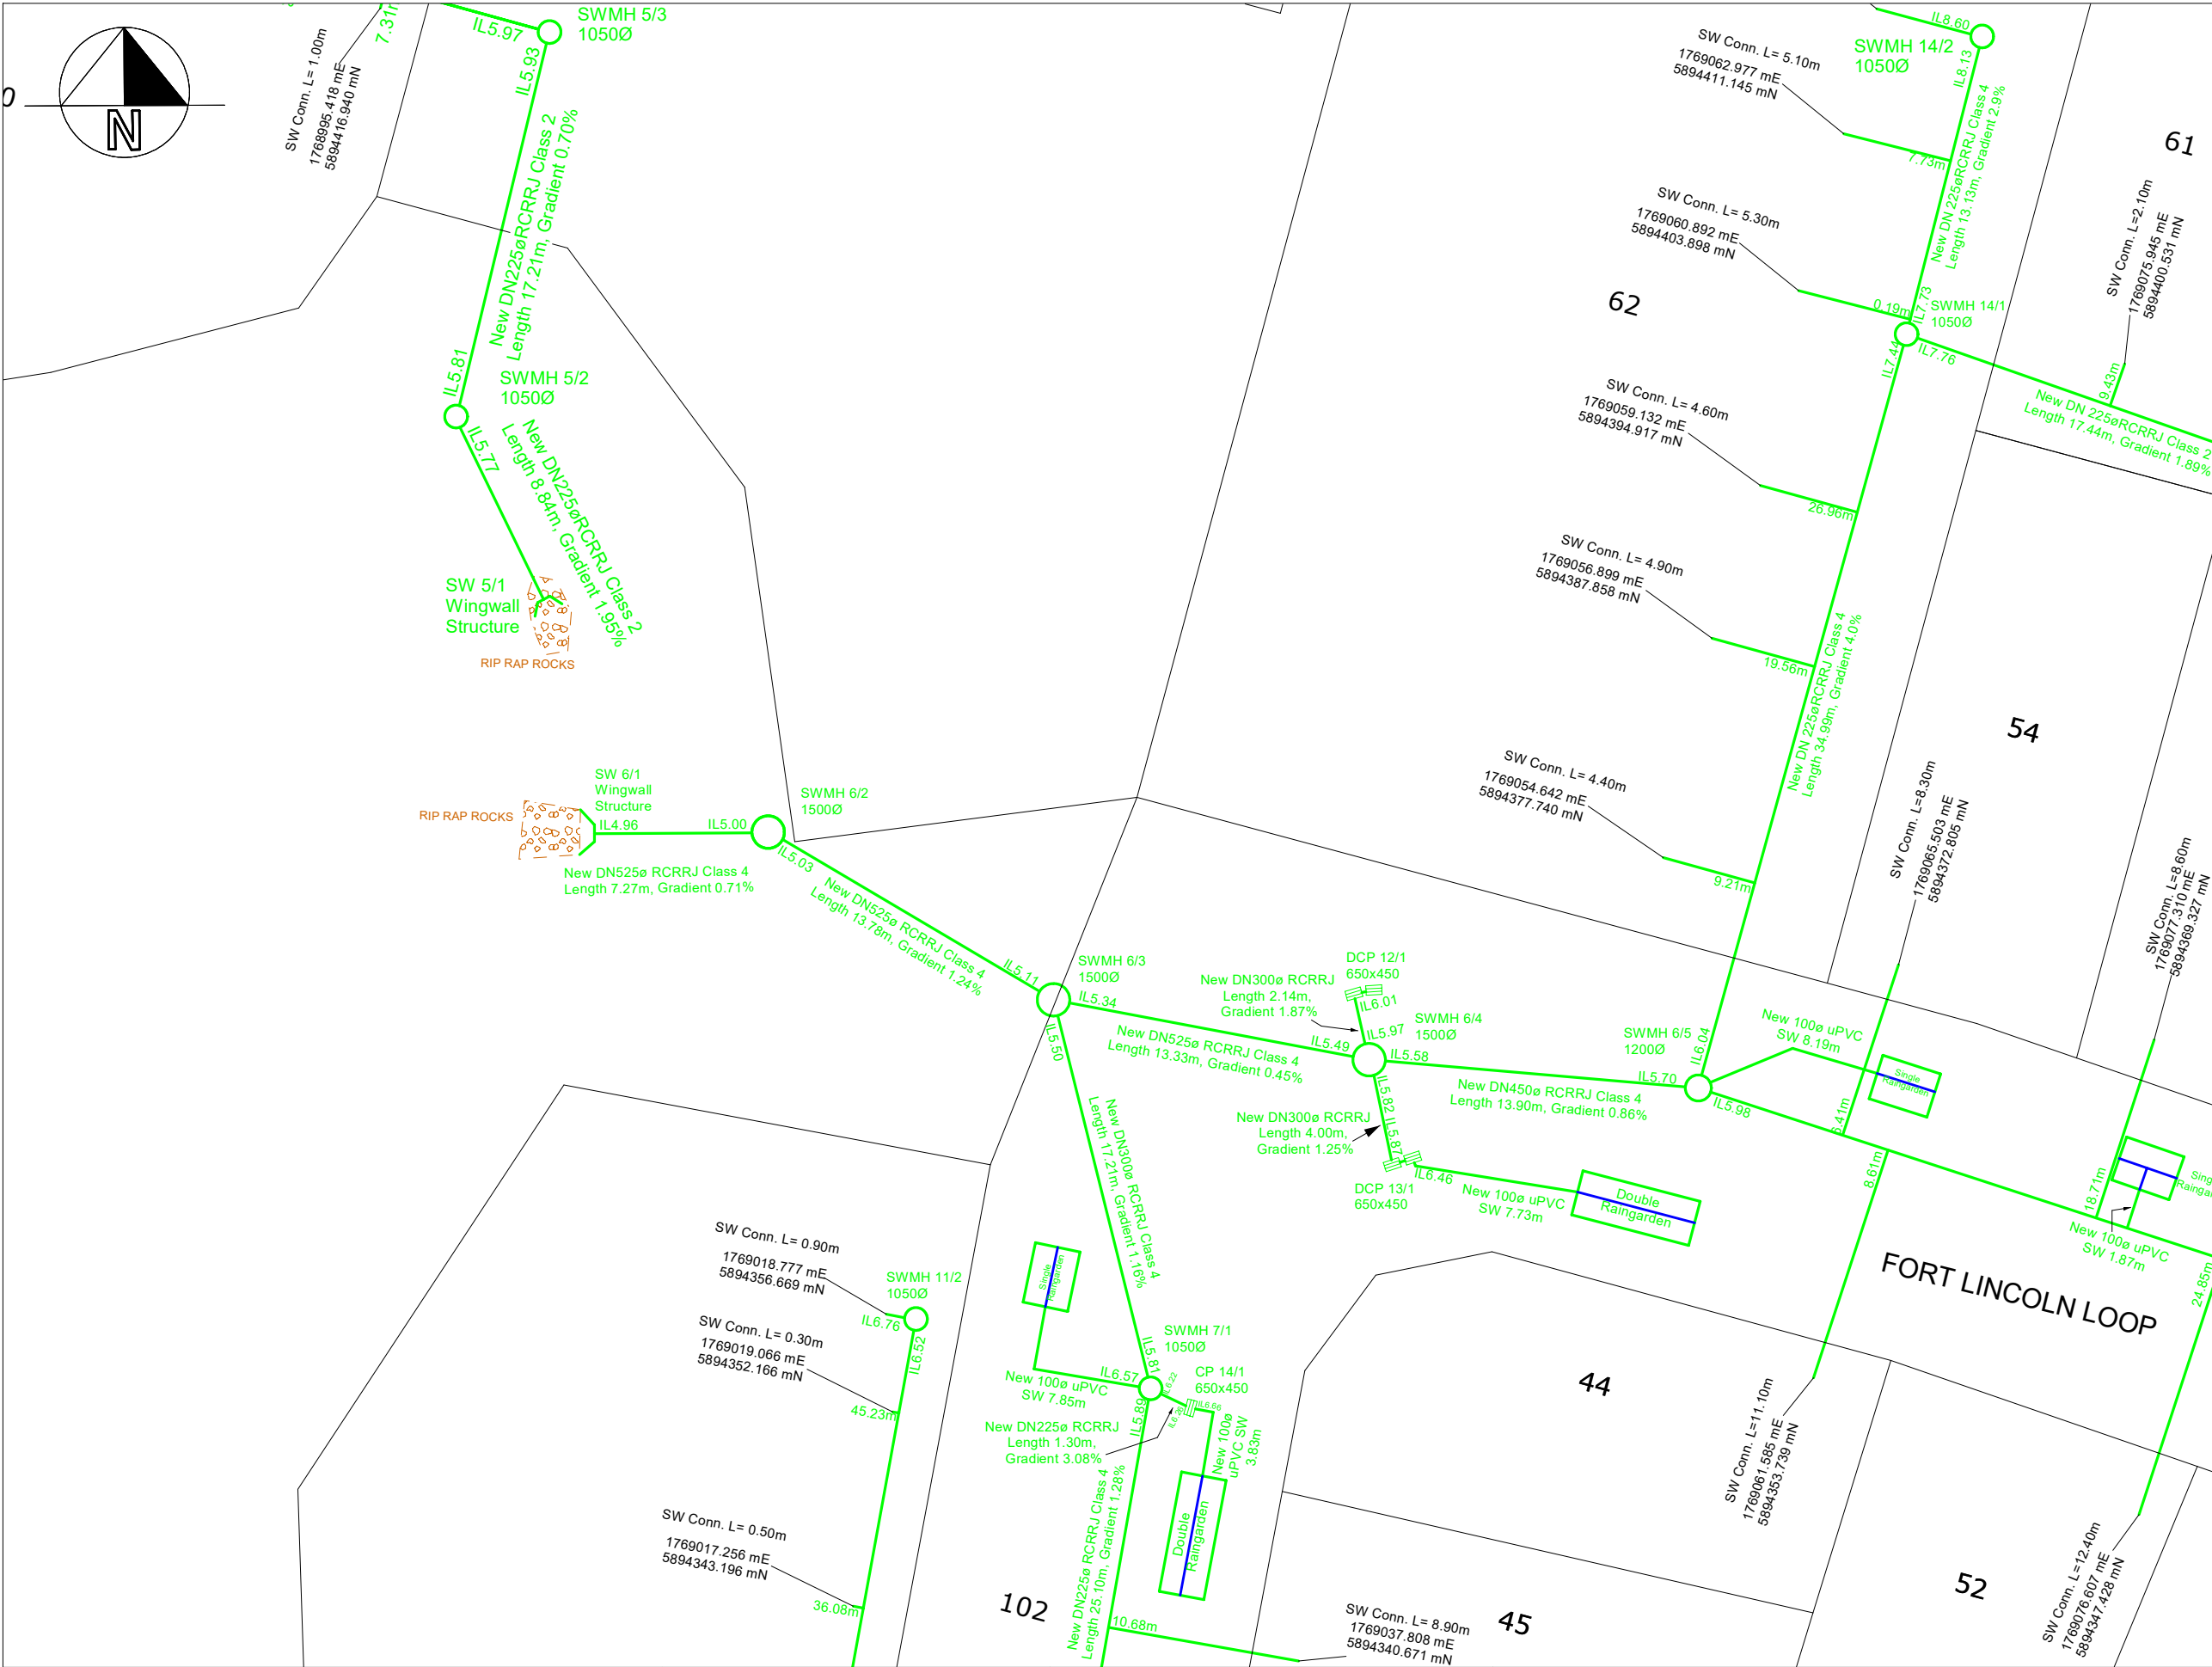 N
SW Conn. L= 1.00m
1768995.418 mE
5894416.940 mN
7.31m
IL5.97
SWMH 5/3
1050Ø
IL5.93
New DN225øRCRRJ Class 2
Length 17.21m, Gradient 0.70%
IL5.81
SWMH 5/2
1050Ø
IL5.77
New DN225øRCRRJ Class 2
Length 8.84m, Gradient 1.95%
SW 5/1
Wingwall
Structure
RIP RAP ROCKS
SW 6/1
Wingwall
Structure
RIP RAP ROCKS
IL4.96
IL5.00
SWMH 6/2
1500Ø
New DN525ø RCRRJ Class 4
Length 7.27m, Gradient 0.71%
IL5.03
New DN525ø RCRRJ Class 4
Length 13.78m, Gradient 1.24%
IL5.11
SWMH 6/3
1500Ø
IL5.34
IL5.50
New DN525ø RCRRJ Class 4
Length 13.33m, Gradient 0.45%
IL5.49
New DN300ø RCRRJ
Length 2.14m,
Gradient 1.87%
DCP 12/1
650x450
IL6.01
IL5.97
SWMH 6/4
1500Ø
IL5.58
IL5.82
IL5.87
New DN300ø RCRRJ
Length 4.00m,
Gradient 1.25%
DCP 13/1
650x450
IL6.46
New 100ø uPVC
SW 7.73m
Double
Raingarden
New DN450ø RCRRJ Class 4
Length 13.90m, Gradient 0.86%
IL5.70
SWMH 6/5
1200Ø
IL6.04
IL5.98
New 100ø uPVC
SW 8.19m
Single
Raingarden
SW Conn. L= 5.10m
1769062.977 mE
5894411.145 mN
7.73m
SWMH 14/2
1050Ø
IL8.60
IL8.13
New DN 225øRCRRJ Class 4
Length 13.13m, Gradient 2.9%
61
SW Conn. L= 5.30m
1769060.892 mE
5894403.898 mN
0.19m
IL7.73
SWMH 14/1
1050Ø
IL7.76
IL7.44
62
SW Conn. L=2.10m
1769075.945 mE
5894400.531 mN
9.43m
New DN 225øRCRRJ Class 2
Length 17.44m, Gradient 1.89%
SW Conn. L= 4.60m
1769059.132 mE
5894394.917 mN
26.96m
SW Conn. L= 4.90m
1769056.899 mE
5894387.858 mN
19.56m
New DN 225øRCRRJ Class 4
Length 34.99m, Gradient 4.0%
54
SW Conn. L= 4.40m
1769054.642 mE
5894377.740 mN
9.21m
SW Conn. L=8.30m
1769065.503 mE
5894372.805 mN
6.41m
SW Conn. L=8.60m
1769077.310 mE
5894369.327 mN
18.71m
8.61m
New 100ø uPVC
SW 1.87m
FORT LINCOLN LOOP
24.85m
SW Conn. L=11.10m
1769061.585 mE
5894353.739 mN
SW Conn. L=12.40m
1769076.607 mE
5894347.428 mN
44
52
45
102
New DN300ø RCRRJ Class 4
Length 17.21m, Gradient 1.16%
Single
Raingarden
SWMH 7/1
1050Ø
IL5.81
IL6.57
New 100ø uPVC
SW 7.85m
IL6.22
CP 14/1
650x450
IL6.66
IL5.89
New DN225ø RCRRJ
Length 1.30m,
Gradient 3.08%
New 100ø
uPVC SW
3.83m
Double
Raingarden
New DN225ø RCRRJ Class 4
Length 25.10m, Gradient 1.28%
10.68m
SW Conn. L= 8.90m
1769037.808 mE
5894340.671 mN
SW Conn. L= 0.90m
1769018.777 mE
5894356.669 mN
SWMH 11/2
1050Ø
IL6.76
IL6.52
SW Conn. L= 0.30m
1769019.066 mE
5894352.166 mN
45.23m
SW Conn. L= 0.50m
1769017.256 mE
5894343.196 mN
36.08m